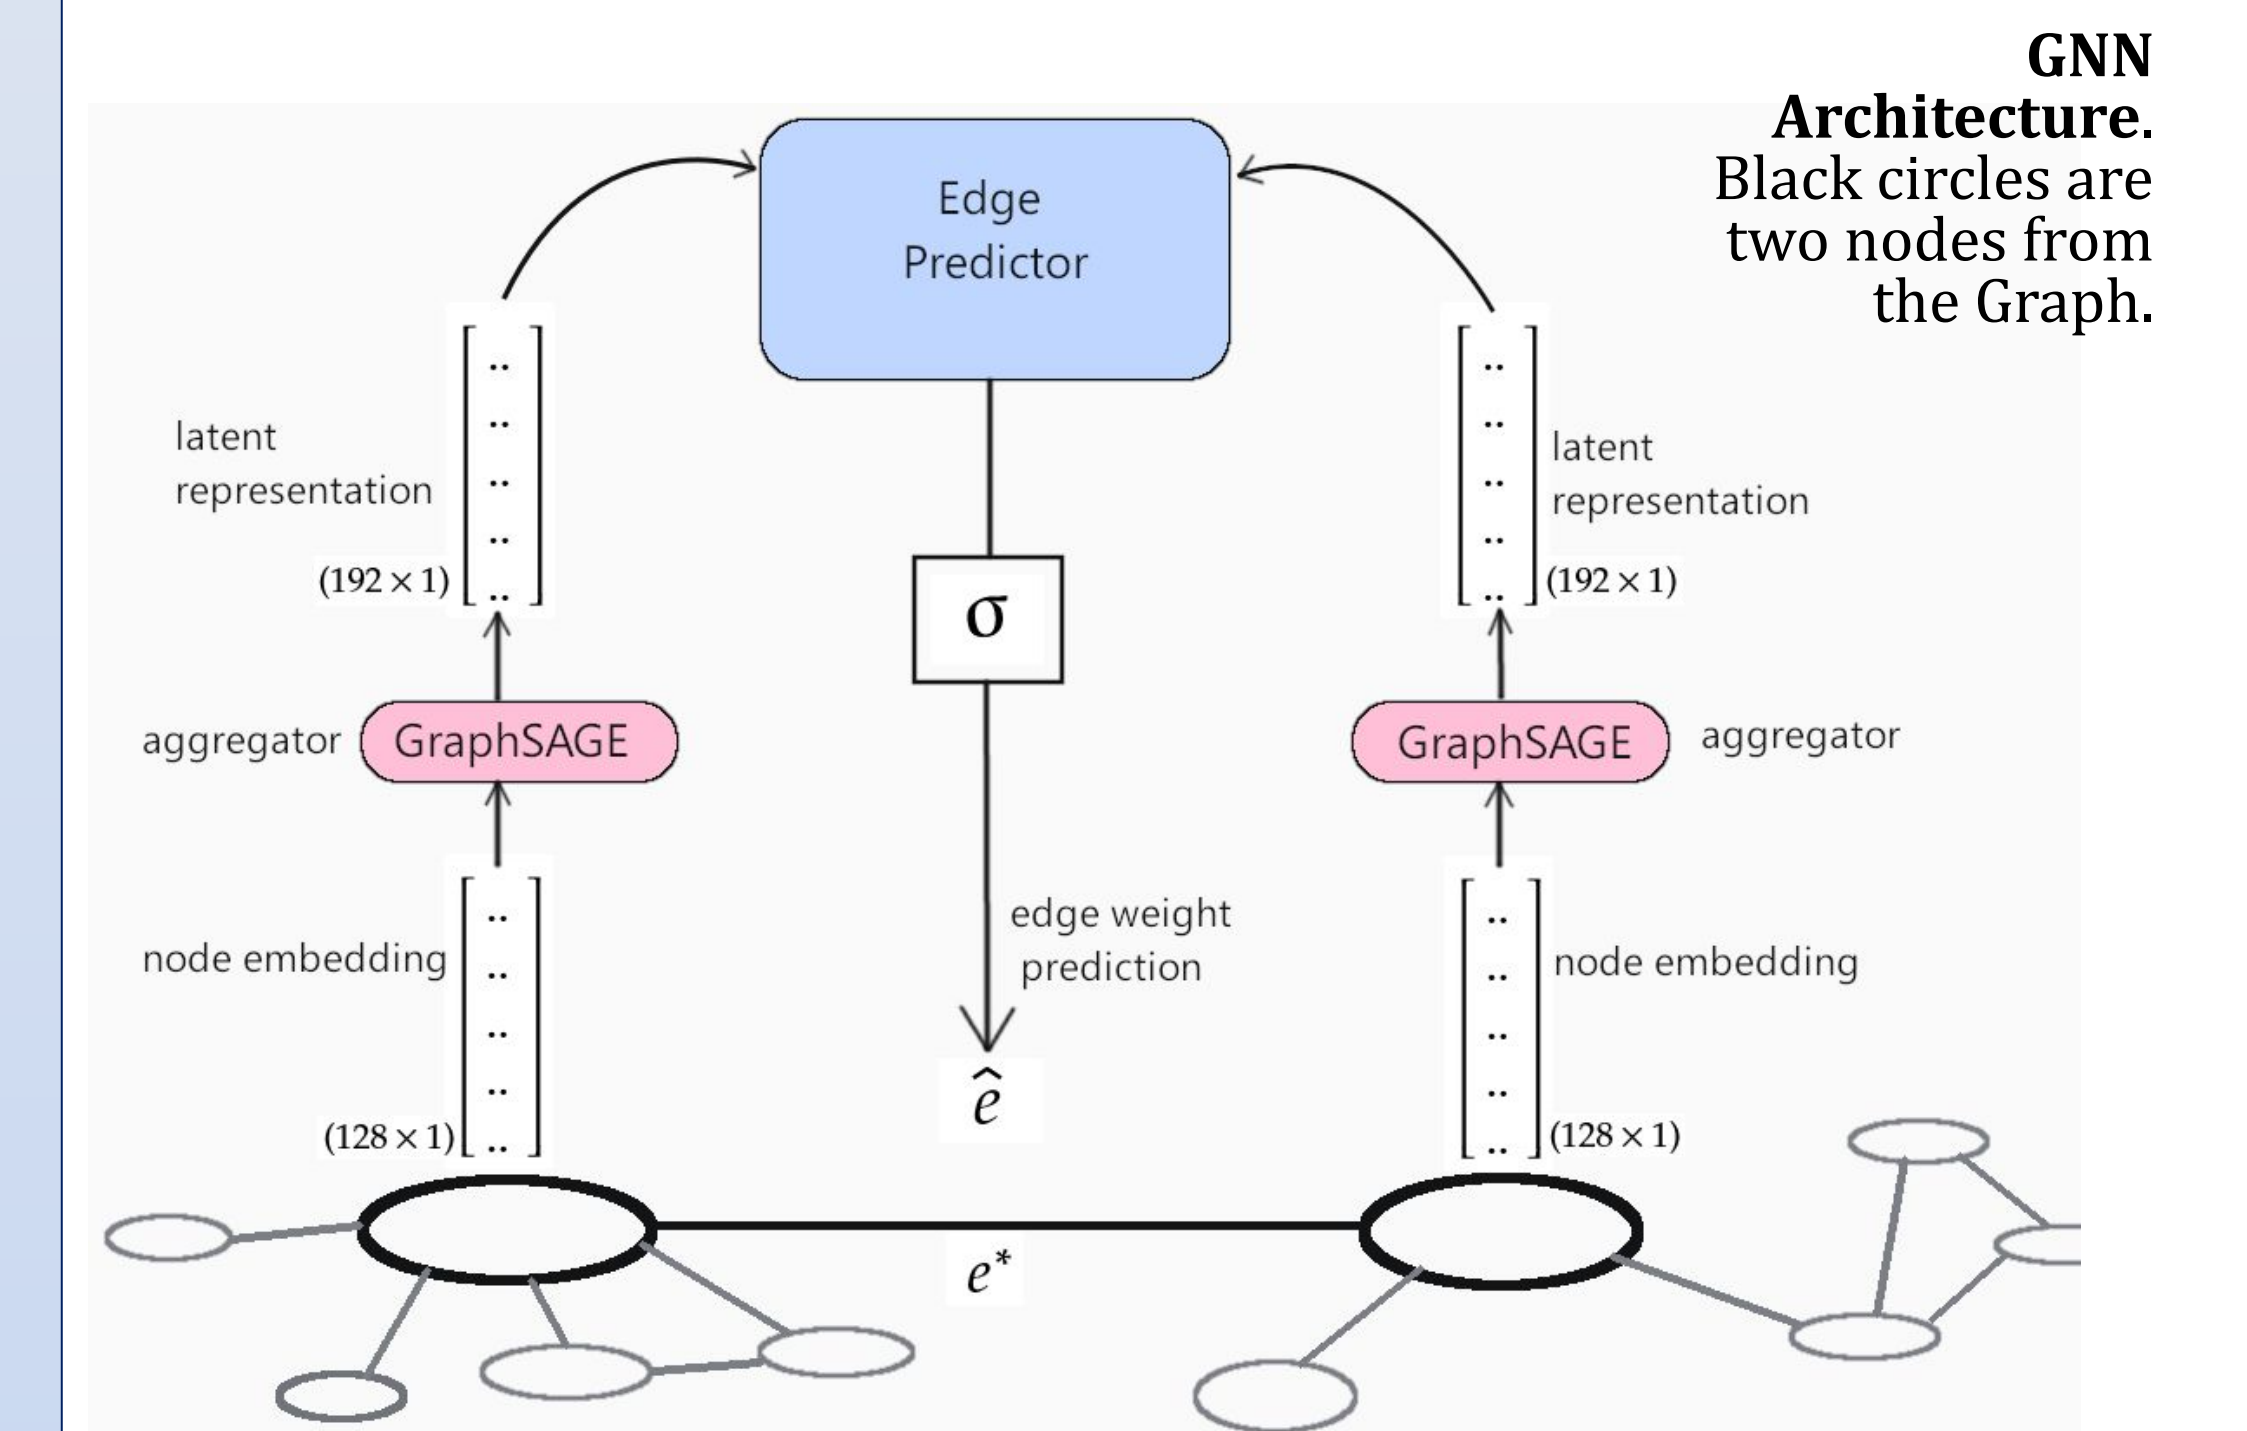 GNN
Architecture.
Black circles are
two nodes from
the Graph.
Edge
Predictor
latent
representation
(192 × 1)
latent
representation
(192 × 1)
σ
aggregator
GraphSAGE
GraphSAGE
aggregator
edge weight
prediction
node embedding
node embedding
ê
(128 × 1)
(128 × 1)
e*